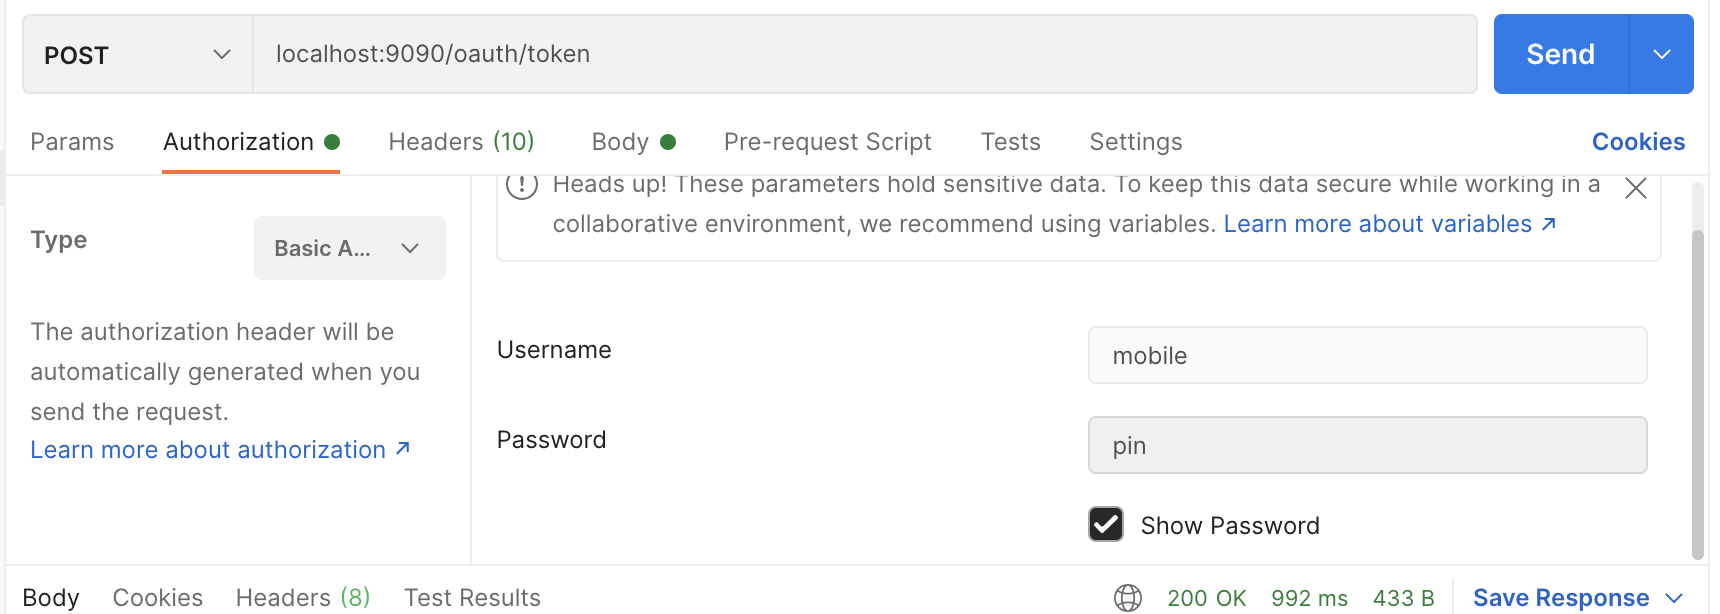 POST localhost:9090/oauth/token Send
Params Authorization Headers (10) Body Pre-request Script Tests Settings Cookies
Heads up! These parameters hold sensitive data. To keep this data secure while working in a
collaborative environment, we recommend using variables. Learn more about variables ↗
Type Basic A...
The authorization header will be
automatically generated when you
send the request.
Learn more about authorization ↗
Username mobile
Password pin
Show Password
Body Cookies Headers (8) Test Results 200 OK 992 ms 433 B Save Response